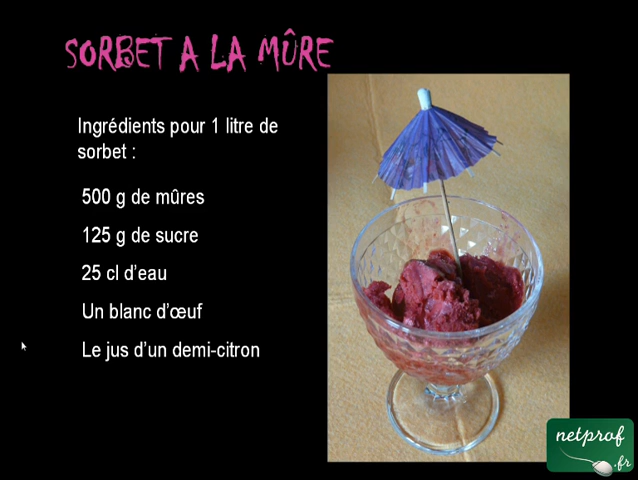 SORBET A LA MÛRE
Ingrédients pour 1 litre de
sorbet :
500 g de mûres
125 g de sucre
25 cl d'eau
Un blanc d'œuf
Le jus d'un demi-citron
netprof
.fr